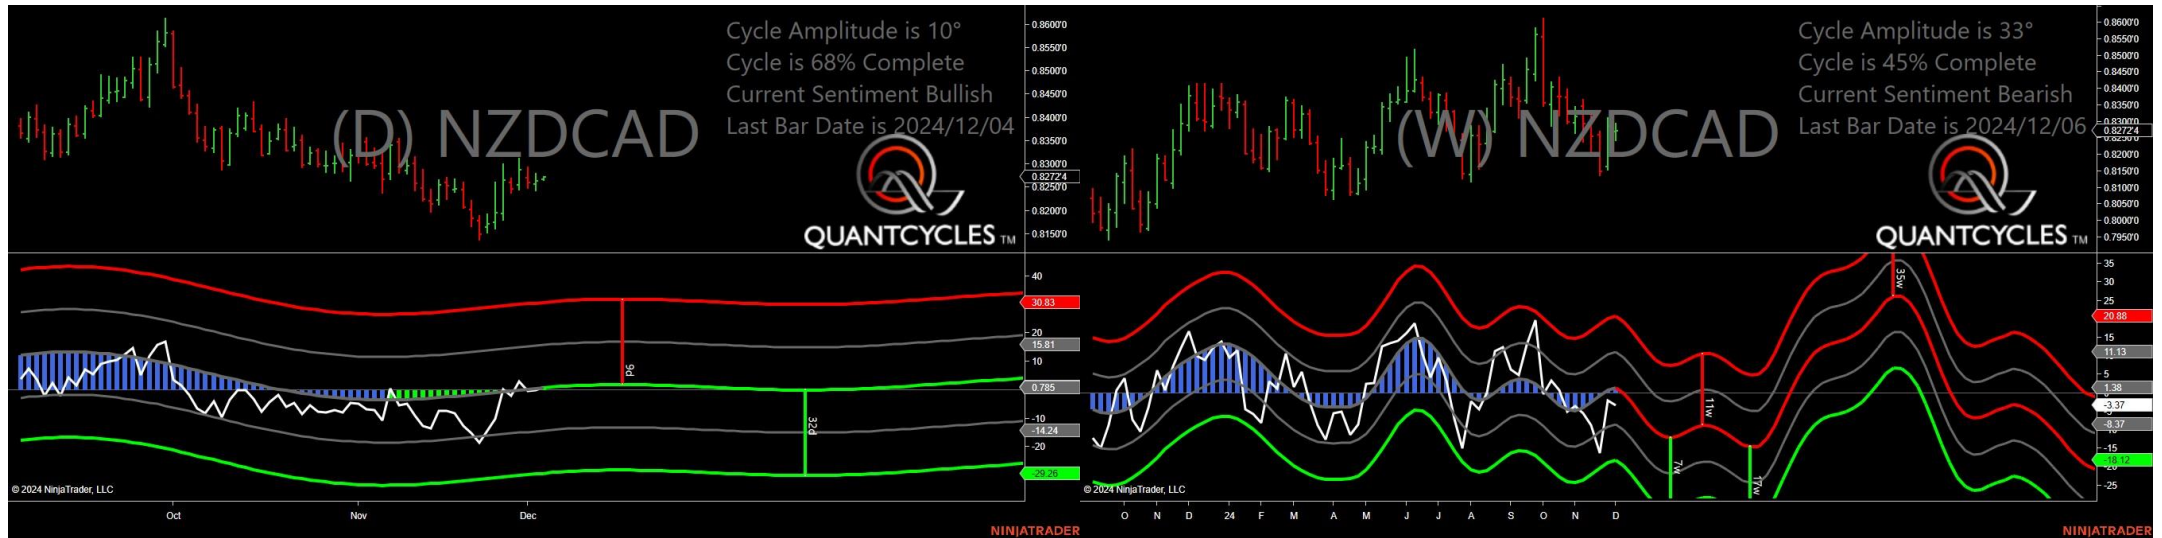 Cycle Amplitude is 10°
Cycle is 68% Complete
Current Sentiment Bullish
Last Bar Date is 2024/12/04
(D) NZDCAD
QUANTCYCLES TM
0.8600'0
0.8550'0
0.8500'0
0.8450'0
0.8400'0
0.8350'0
0.8300'0
0.8272'4
0.8250'0
0.8200'0
0.8150'0
40
30.83
20
15.81
10
0.785
-10
-14.24
-20
-29.26
9d
32d
© 2024 NinjaTrader, LLC
Oct Nov Dec
NINJATRADER
Cycle Amplitude is 33°
Cycle is 45% Complete
Current Sentiment Bearish
Last Bar Date is 2024/12/06
(W) NZDCAD
QUANTCYCLES TM
0.8600'0
0.8550'0
0.8500'0
0.8450'0
0.8400'0
0.8350'0
0.8300'0
0.8272'4
0.8200'0
0.8150'0
0.8100'0
0.8050'0
0.8000'0
0.7950'0
35
30
25
20.88
15
11.13
5
1.38
-3.37
-8.37
-15
-18.12
-25
35w
11w
7w
17w
© 2024 NinjaTrader, LLC
O N D 24 F M A M J J A S O N D
NINJATRADER